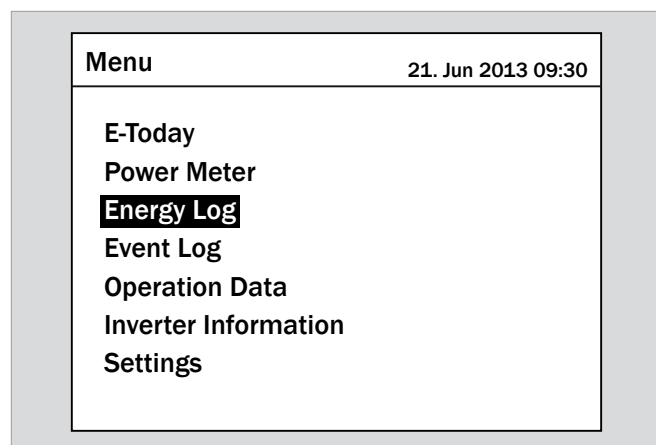 Menu
21. Jun 2013 09:30
E-Today
Power Meter
Energy Log
Event Log
Operation Data
Inverter Information
Settings